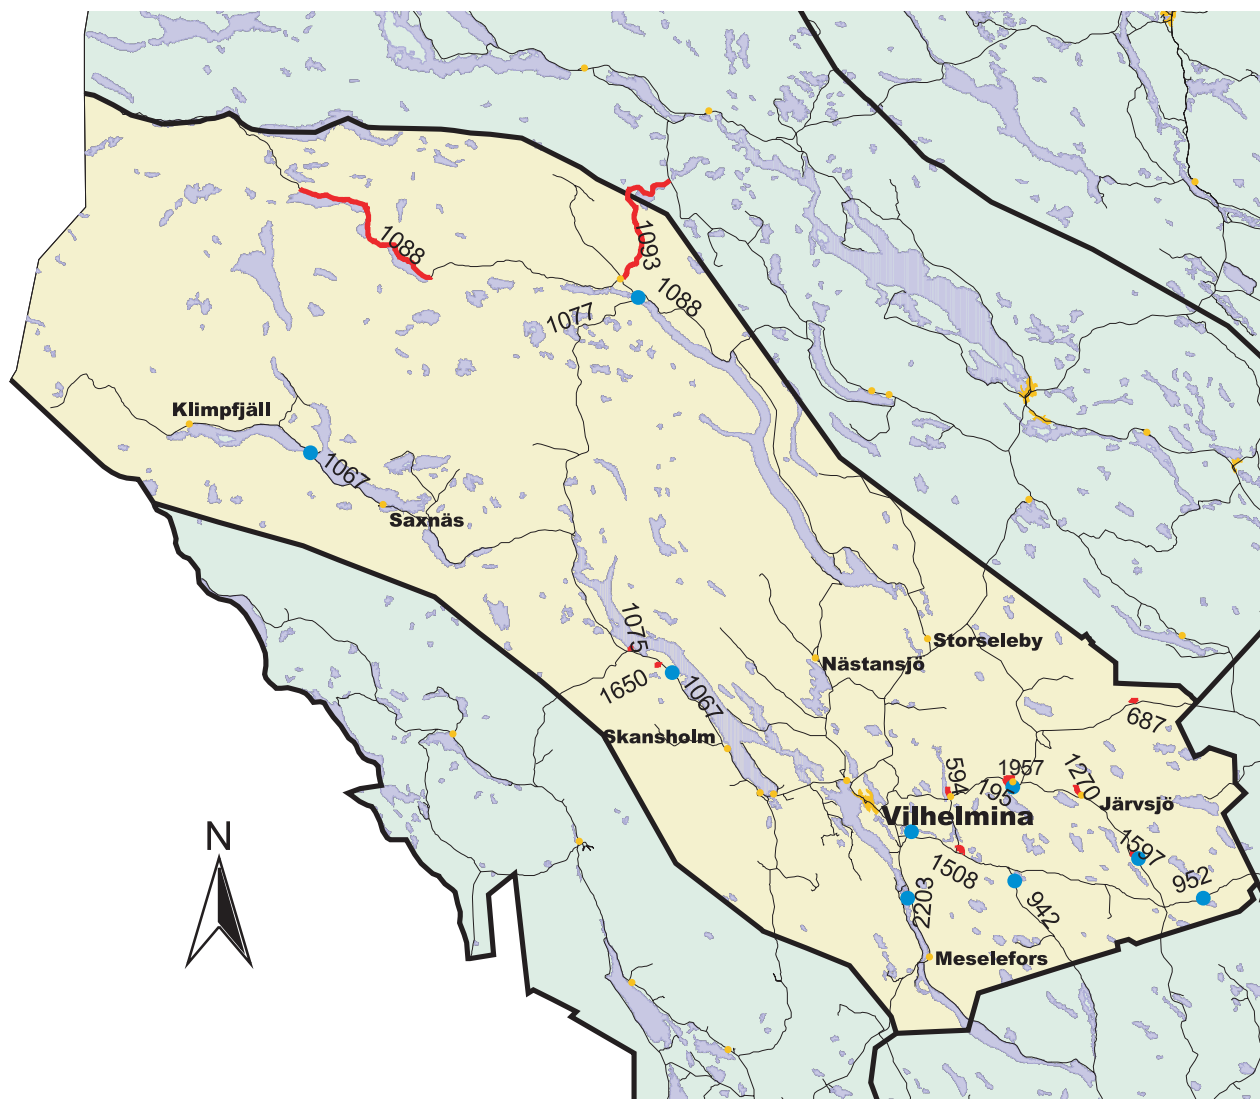 1088
1093
1088
1077
Klimpfjäll
1067
Saxnäs
1075
1650
1067
Skansholm
Storseleby
Nästansjö
687
594
1957
195
1270
Järvsjö
Vilhelmina
1508
1597
952
942
2203
Meselefors
N